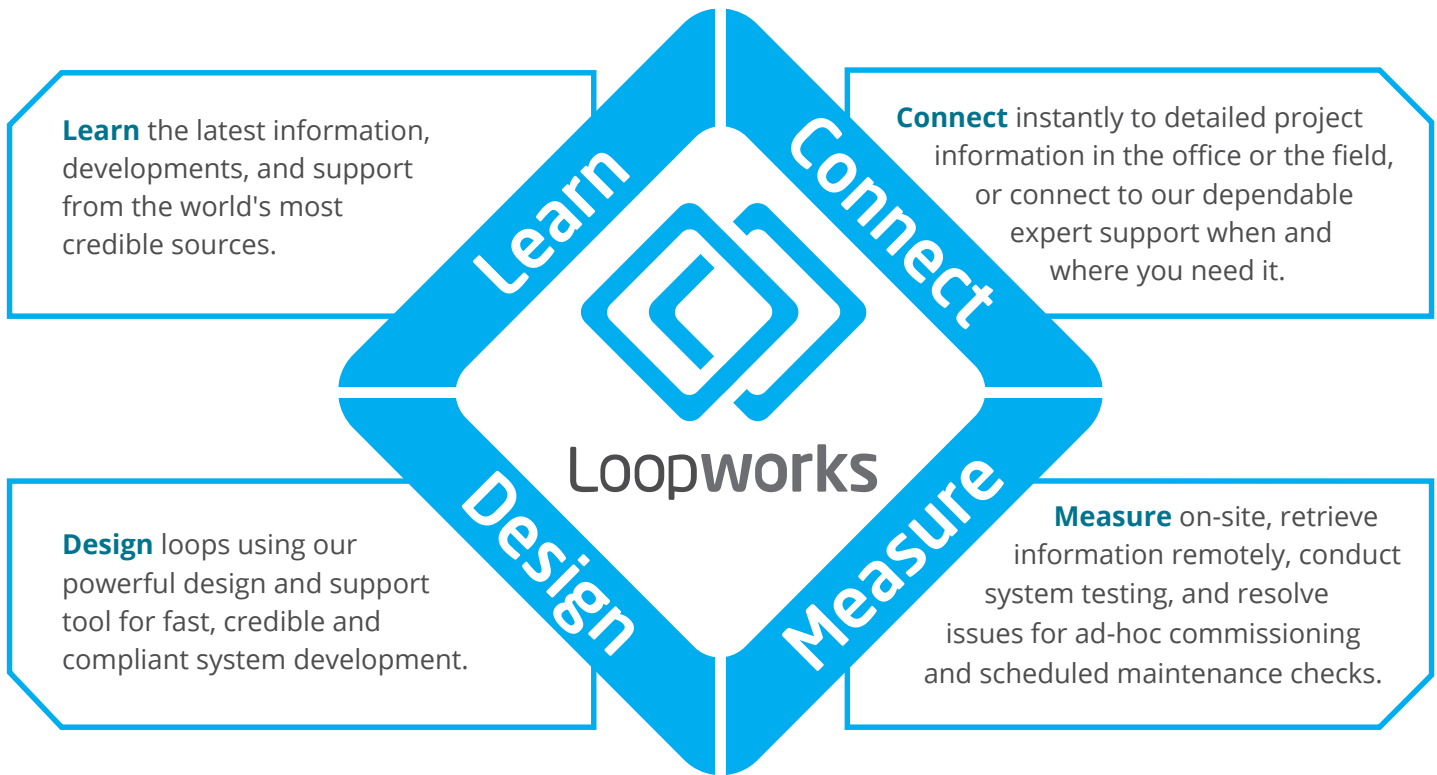 Learn the latest information,
developments, and support
from the world's most
credible sources.
Learn
Connect
Connect instantly to detailed project
information in the office or the field,
or connect to our dependable
expert support when and
where you need it.
Loopworks
Design loops using our
powerful design and support
tool for fast, credible and
compliant system development.
Design
Measure
Measure on-site, retrieve
information remotely, conduct
system testing, and resolve
issues for ad-hoc commissioning
and scheduled maintenance checks.